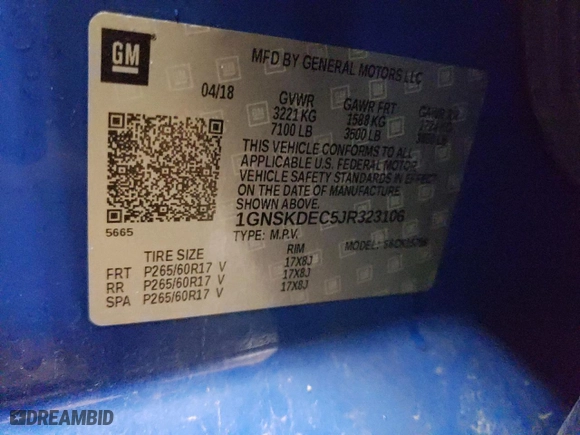 GM
MFD BY GENERAL MOTORS LLC
04/18
GVWR GAWR FRT GAWR RR
3221 KG 1588 KG
7100 LB 3500 LB
THIS VEHICLE CONFORMS TO ALL
APPLICABLE U.S. FEDERAL MOTOR
VEHICLE SAFETY STANDARDS IN EFFECT
ON THE DATE OF MANUFACTURE
SHOWN ABOVE.
1GNSKDEC5JR323106
5665
TYPE: M.P.V. MODEL:
TIRE SIZE RIM
FRT P265/60R17 V 17X8J
RR P265/60R17 V 17X8J
SPA P265/60R17 V 17X8J
DREAMBID